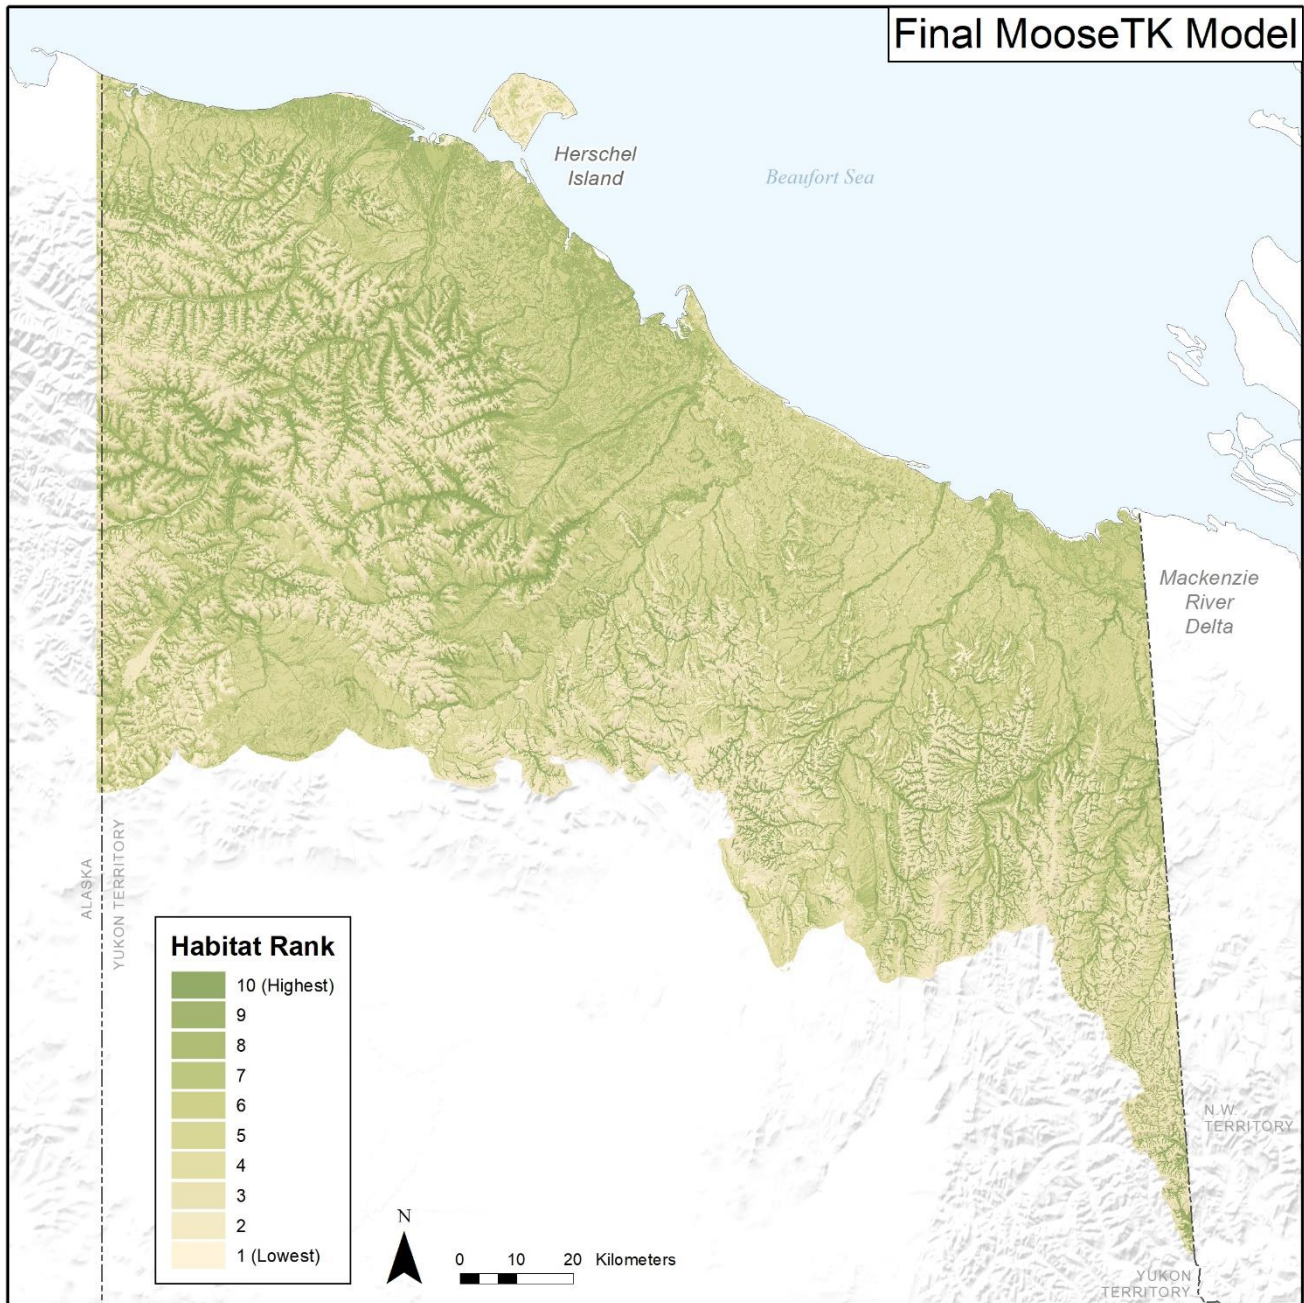 Final MooseTK Model
Herschel
Island
Beaufort Sea
Mackenzie
River
Delta
ALASKA
YUKON TERRITORY
Habitat Rank
10 (Highest)
9
8
7
6
5
4
3
2
1 (Lowest)
N
0 10 20 Kilometers
N.W.
TERRITORY
YUKON
TERRITORY